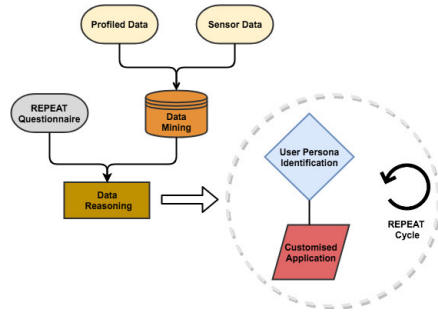 Profiled Data
Sensor Data
REPEAT
Questionnaire
Data
Mining
User Persona
Identification
Data
Reasoning
REPEAT
Cycle
Customised
Application